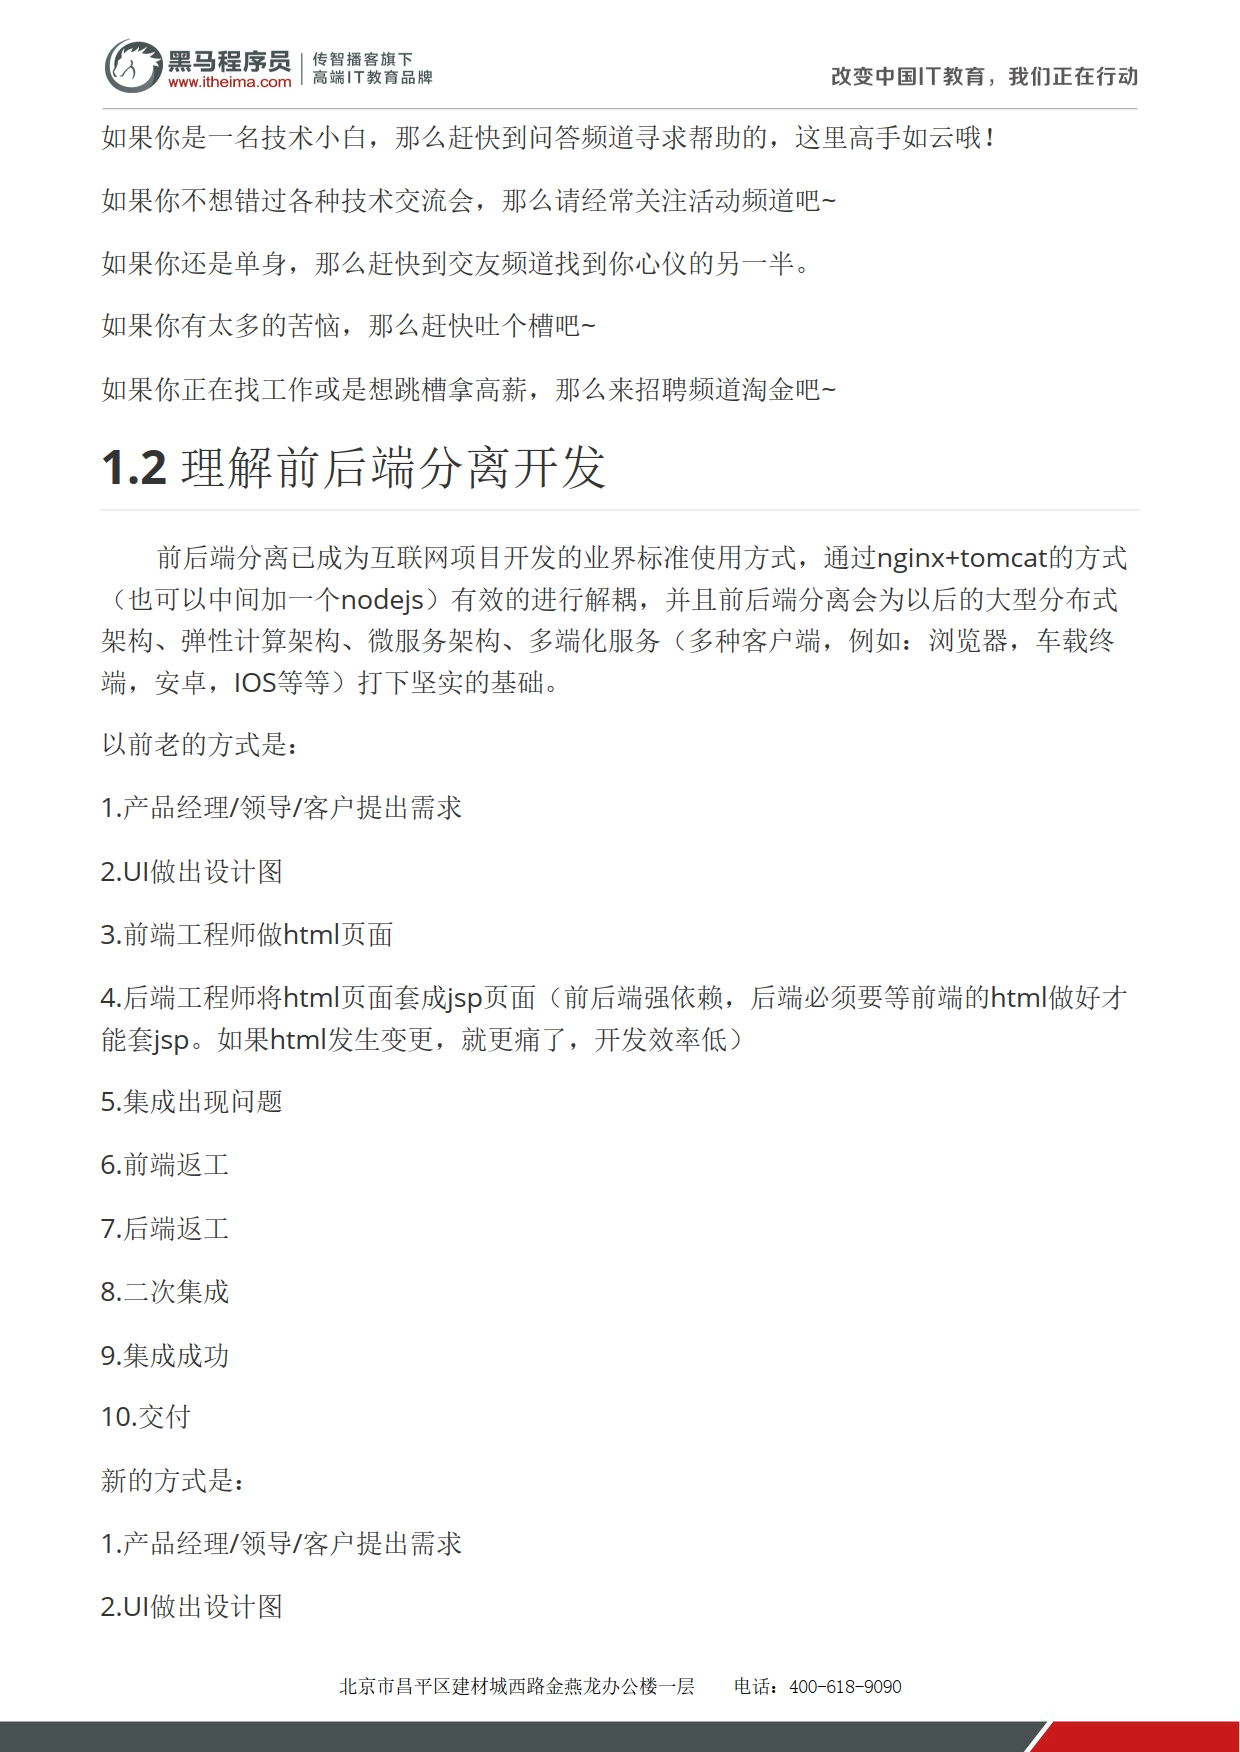 黑马程序员
www.itheima.com
传智播客旗下
高端IT教育品牌
改变中国IT教育，我们正在行动
如果你是一名技术小白，那么赶快到问答频道寻求帮助的，这里高手如云哦！
如果你不想错过各种技术交流会，那么请经常关注活动频道吧~
如果你还是单身，那么赶快到交友频道找到你心仪的另一半。
如果你有太多的苦恼，那么赶快吐个槽吧~
如果你正在找工作或是想跳槽拿高薪，那么来招聘频道淘金吧~
1.2 理解前后端分离开发
前后端分离已成为互联网项目开发的业界标准使用方式，通过nginx+tomcat的方式
（也可以中间加一个nodejs）有效的进行解耦，并且前后端分离会为以后的大型分布式
架构、弹性计算架构、微服务架构、多端化服务（多种客户端，例如：浏览器，车载终
端，安卓，IOS等等）打下坚实的基础。
以前老的方式是：
1.产品经理/领导/客户提出需求
2.UI做出设计图
3.前端工程师做html页面
4.后端工程师将html页面套成jsp页面（前后端强依赖，后端必须要等前端的html做好才
能套jsp。如果html发生变更，就更痛了，开发效率低）
5.集成出现问题
6.前端返工
7.后端返工
8.二次集成
9.集成成功
10.交付
新的方式是：
1.产品经理/领导/客户提出需求
2.UI做出设计图
北京市昌平区建材城西路金燕龙办公楼一层 电话：400-618-9090